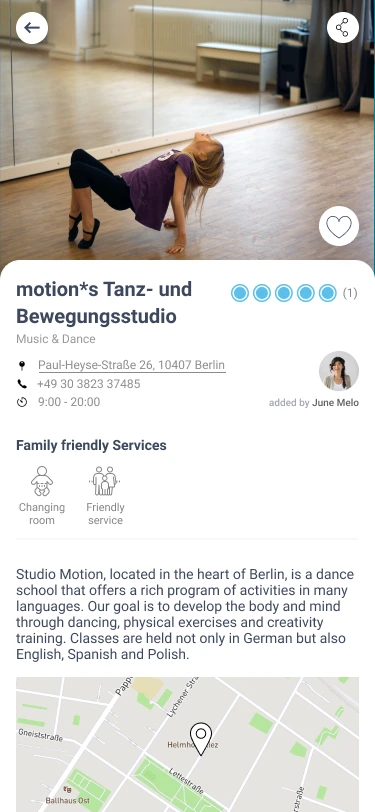 motion*s Tanz- und
Bewegungsstudio
(1)
Music & Dance
Paul-Heyse-Straße 26, 10407 Berlin
+49 30 3823 37485
9:00 - 20:00
added by June Melo
Family friendly Services
Changing
room
Friendly
service
Studio Motion, located in the heart of Berlin, is a dance
school that offers a rich program of activities in many
languages. Our goal is to develop the body and mind
through dancing, physical exercises and creativity
training. Classes are held not only in German but also
English, Spanish and Polish.
Lychener Stra
Gneiststraße
Lettestraße
Ballhaus Ost